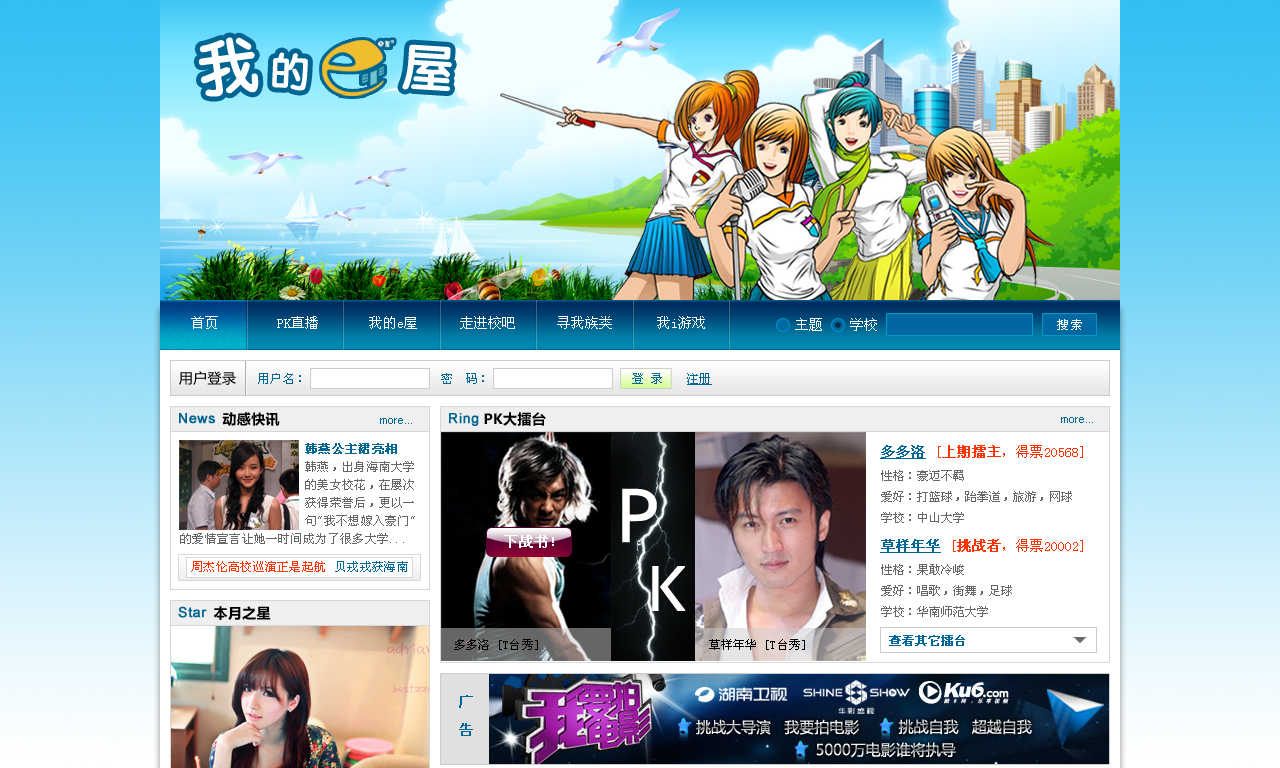 我的e屋
首页 PK直播 我的e屋 走进校吧 寻我族类 我i游戏 主题 学校 搜索
用户登录 用户名： 密 码： 登 录 注册
News 动感快讯 more...
韩燕公主裙亮相
韩燕，出身海南大学
的美女校花，在屡次
获得荣誉后，更以一
句“我不想嫁入豪门”
的爱情宣言让她一时间成为了很多大学...
周杰伦高校巡演正是起航 贝戎戎获海南
Star 本月之星
adrian
Ring PK大擂台 more...
下战书!
PK
多多洛 [T台秀]
草样年华 [T台秀]
多多洛 [上期擂主，得票20568]
性格：豪迈不羁
爱好：打篮球，跆拳道，旅游，网球
学校：中山大学
草样年华 [挑战者，得票20002]
性格：果敢冷峻
爱好：唱歌，街舞，足球
学校：华南师范大学
查看其它擂台
广告
我要拍电影
湖南卫视 SHINE SHOW 华彩盛视 Ku6.com
挑战大导演 我要拍电影 挑战自我 超越自我
5000万电影谁将执导